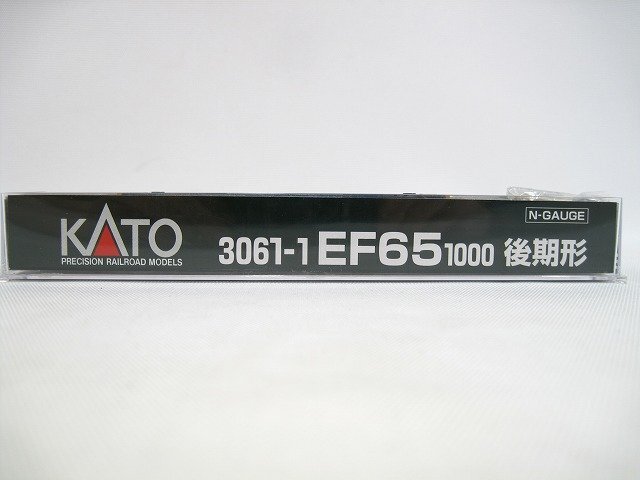 KATO
PRECISION RAILROAD MODELS
N-GAUGE
3061-1 EF65 1000 後期形